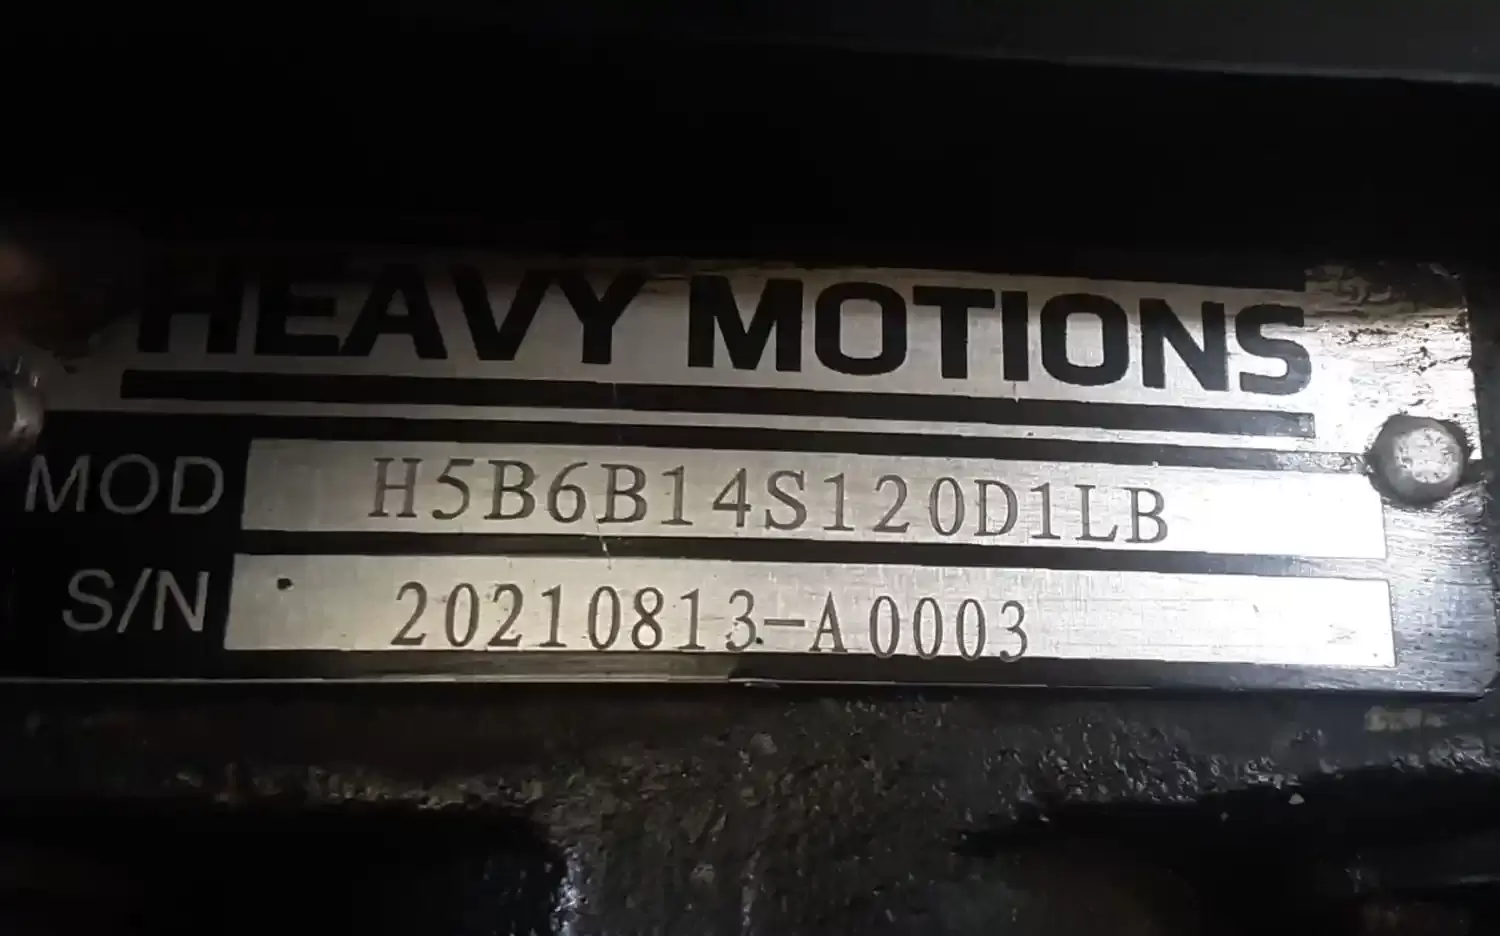 HEAVY MOTIONS
MOD H5B6B14S120D1LB
S/N 20210813-A0003